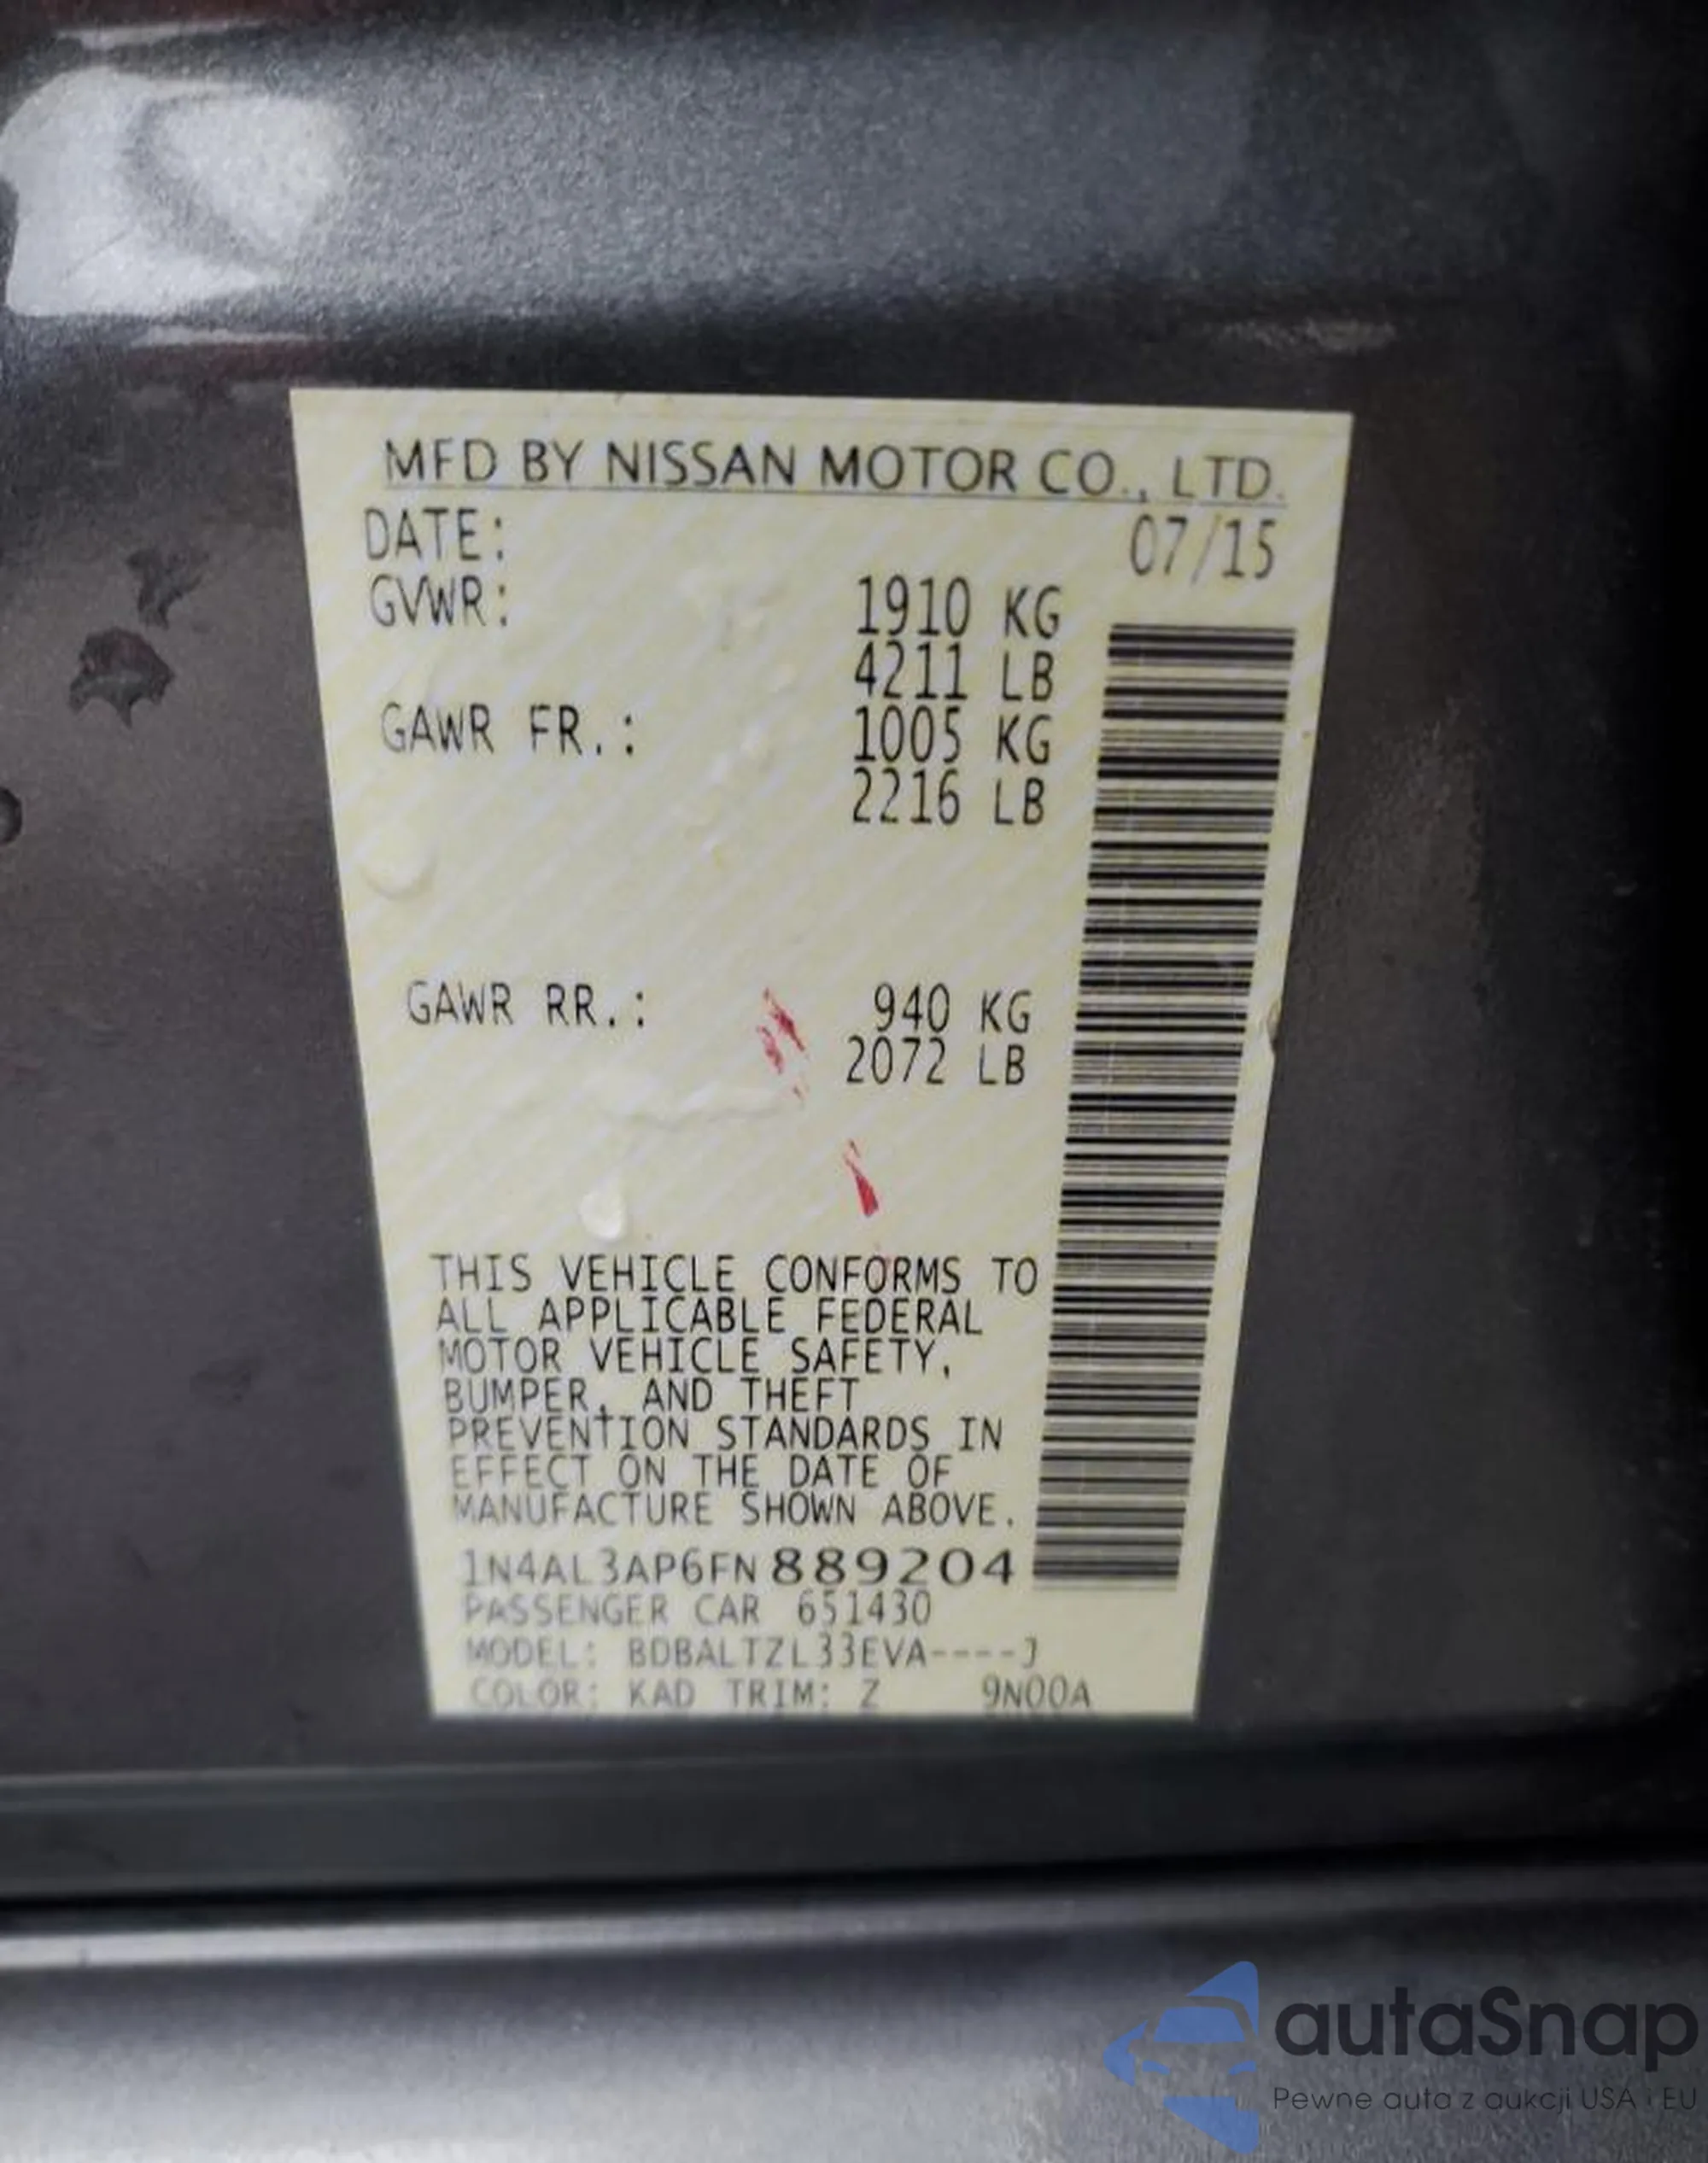 MFD BY NISSAN MOTOR CO., LTD.
DATE: 07/15
GVWR: 1910 KG
4211 LB
GAWR FR.: 1005 KG
2216 LB
GAWR RR.: 940 KG
2072 LB
THIS VEHICLE CONFORMS TO
ALL APPLICABLE FEDERAL
MOTOR VEHICLE SAFETY,
BUMPER, AND THEFT
PREVENTION STANDARDS IN
EFFECT ON THE DATE OF
MANUFACTURE SHOWN ABOVE.
1N4AL3AP6FN889204
PASSENGER CAR 651430
MODEL: BDBALTZL33EVA----J
COLOR: KAD TRIM: Z 9N00A
autaSnap
Pewne auta z aukcji USA i EU